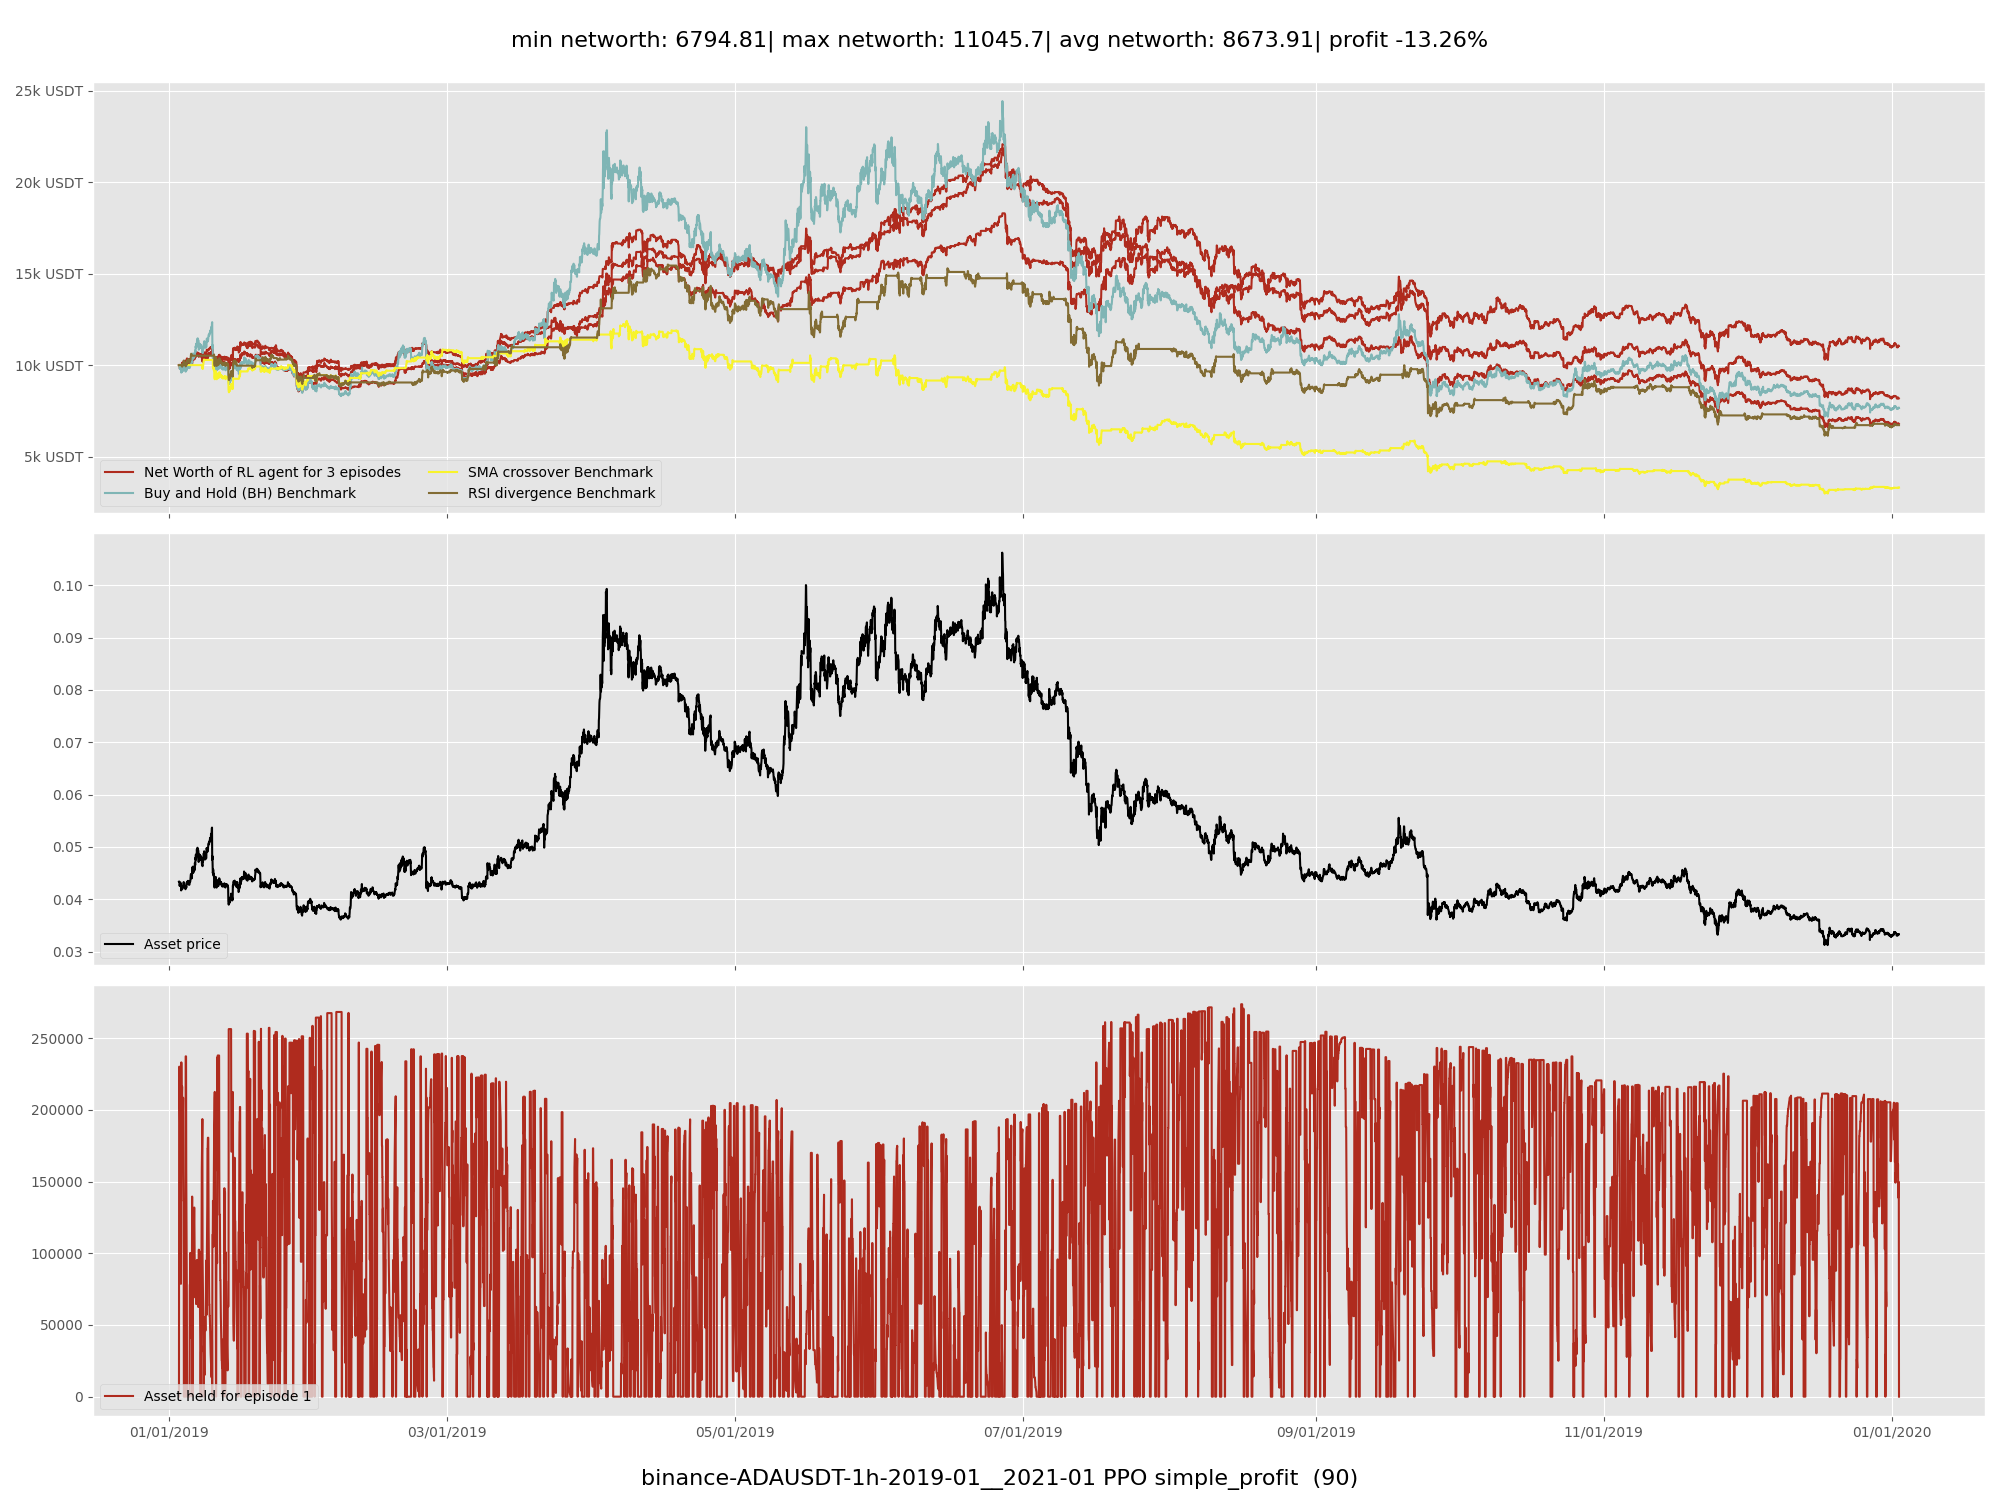 min networth: 6794.81| max networth: 11045.7| avg networth: 8673.91| profit -13.26%
25k USDT
20k USDT
15k USDT
10k USDT
5k USDT
Net Worth of RL agent for 3 episodes
Buy and Hold (BH) Benchmark
SMA crossover Benchmark
RSI divergence Benchmark
0.10
0.09
0.08
0.07
0.06
0.05
0.04
0.03
Asset price
250000
200000
150000
100000
50000
0
Asset held for episode 1
01/01/2019
03/01/2019
05/01/2019
07/01/2019
09/01/2019
11/01/2019
01/01/2020
binance-ADAUSDT-1h-2019-01__2021-01 PPO simple_profit  (90)